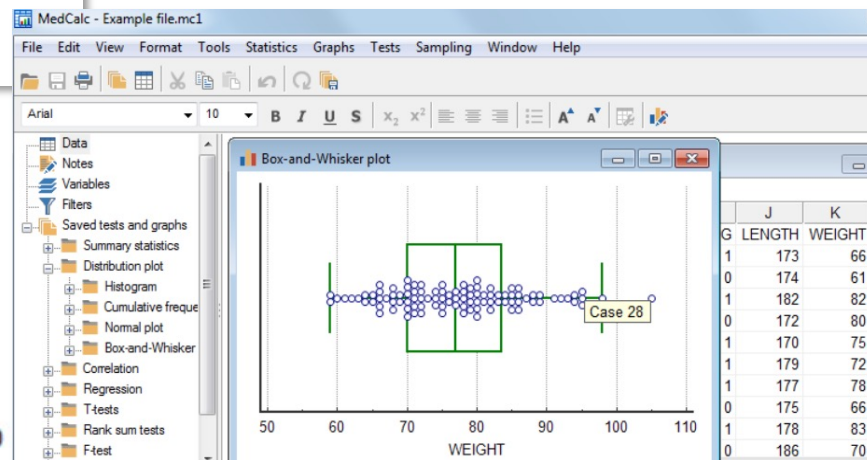 MedCalc - Example file.mc1
File Edit View Format Tools Statistics Graphs Tests Sampling Window Help
Arial 10 B I U S x₂ x² A A
Data
Notes
Variables
Filters
Saved tests and graphs
Summary statistics
Distribution plot
Histogram
Cumulative freque
Normal plot
Box-and-Whisker
Correlation
Regression
T-tests
Rank sum tests
F-test
Box-and-Whisker plot
Case 28
50 60 70 80 90 100 110
WEIGHT
J K
G LENGTH WEIGHT
1 173 66
0 174 61
1 182 82
0 172 80
1 170 75
1 179 72
1 177 78
0 175 66
1 178 83
0 186 70